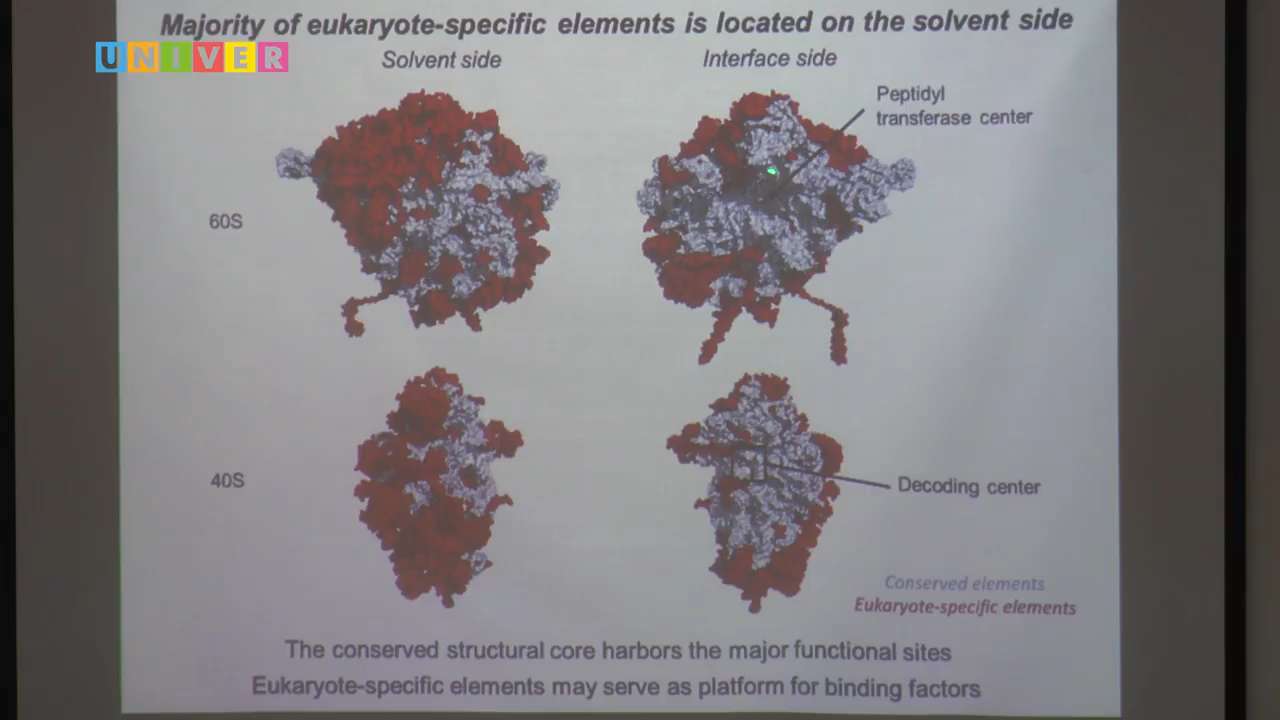 Majority of eukaryote-specific elements is located on the solvent side
UNIVER
Solvent side
Interface side
Peptidyl
transferase center
60S
40S
Decoding center
Conserved elements
Eukaryote-specific elements
The conserved structural core harbors the major functional sites
Eukaryote-specific elements may serve as platform for binding factors